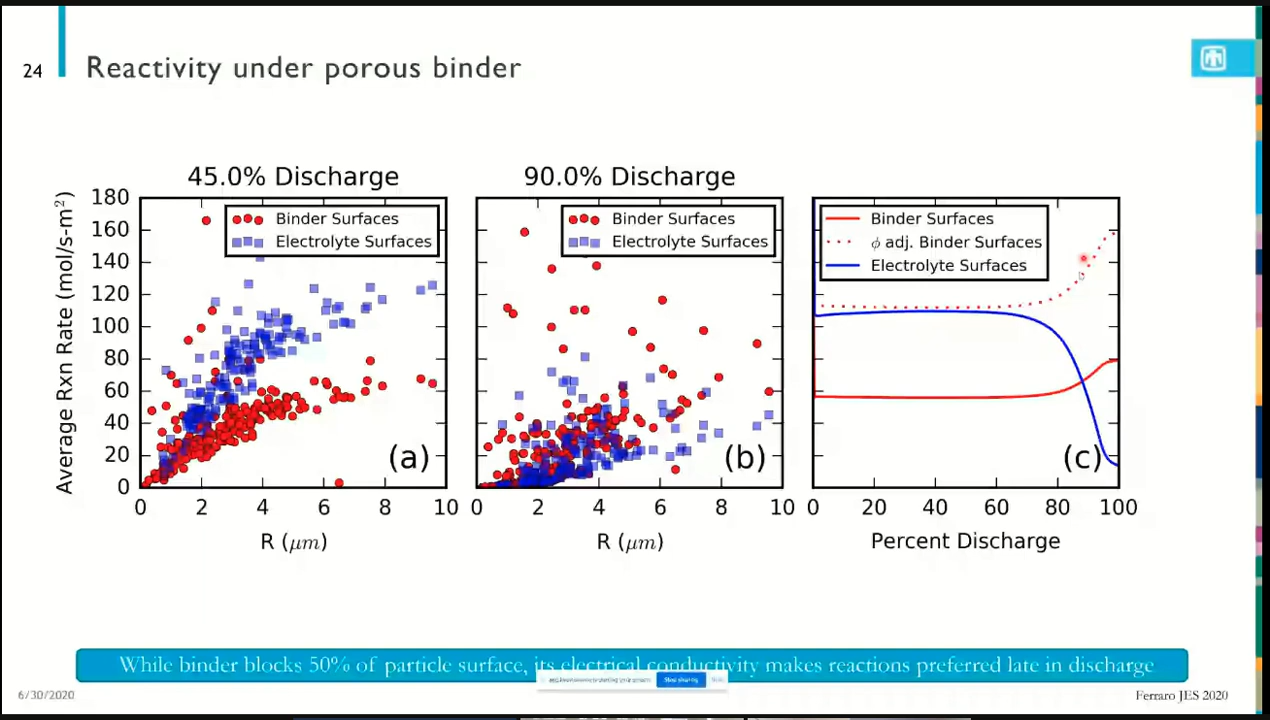 24
Reactivity under porous binder
45.0% Discharge
90.0% Discharge
Average Rxn Rate (mol/s-m²)
180
160
140
120
100
80
60
40
20
0
Binder Surfaces
Electrolyte Surfaces
(a)
0 2 4 6 8 10
R (μm)
Binder Surfaces
Electrolyte Surfaces
(b)
0 2 4 6 8 10
R (μm)
Binder Surfaces
ϕ adj. Binder Surfaces
Electrolyte Surfaces
(c)
0 20 40 60 80 100
Percent Discharge
While binder blocks 50% of particle surface, its electrical conductivity makes reactions preferred late in discharge
Stop sharing
6/30/2020
Ferraro JES 2020